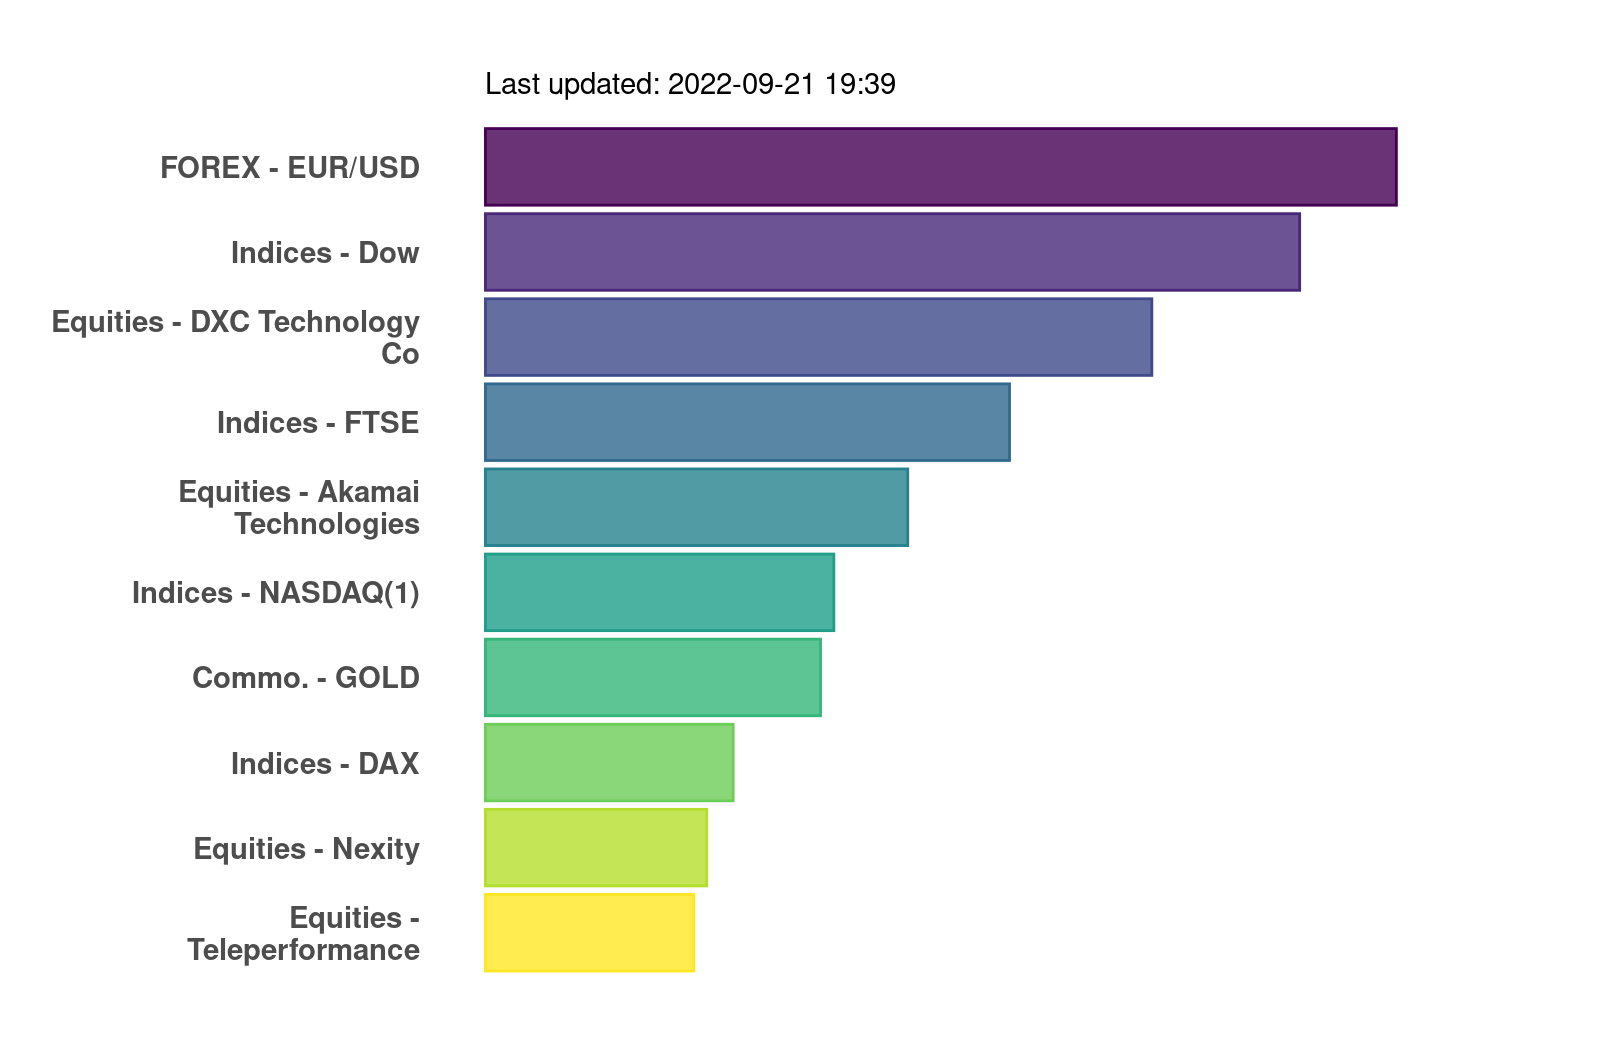 Last updated: 2022-09-21 19:39
FOREX - EUR/USD
Indices - Dow
Equities - DXC Technology
Co
Indices - FTSE
Equities - Akamai
Technologies
Indices - NASDAQ(1)
Commo. - GOLD
Indices - DAX
Equities - Nexity
Equities -
Teleperformance